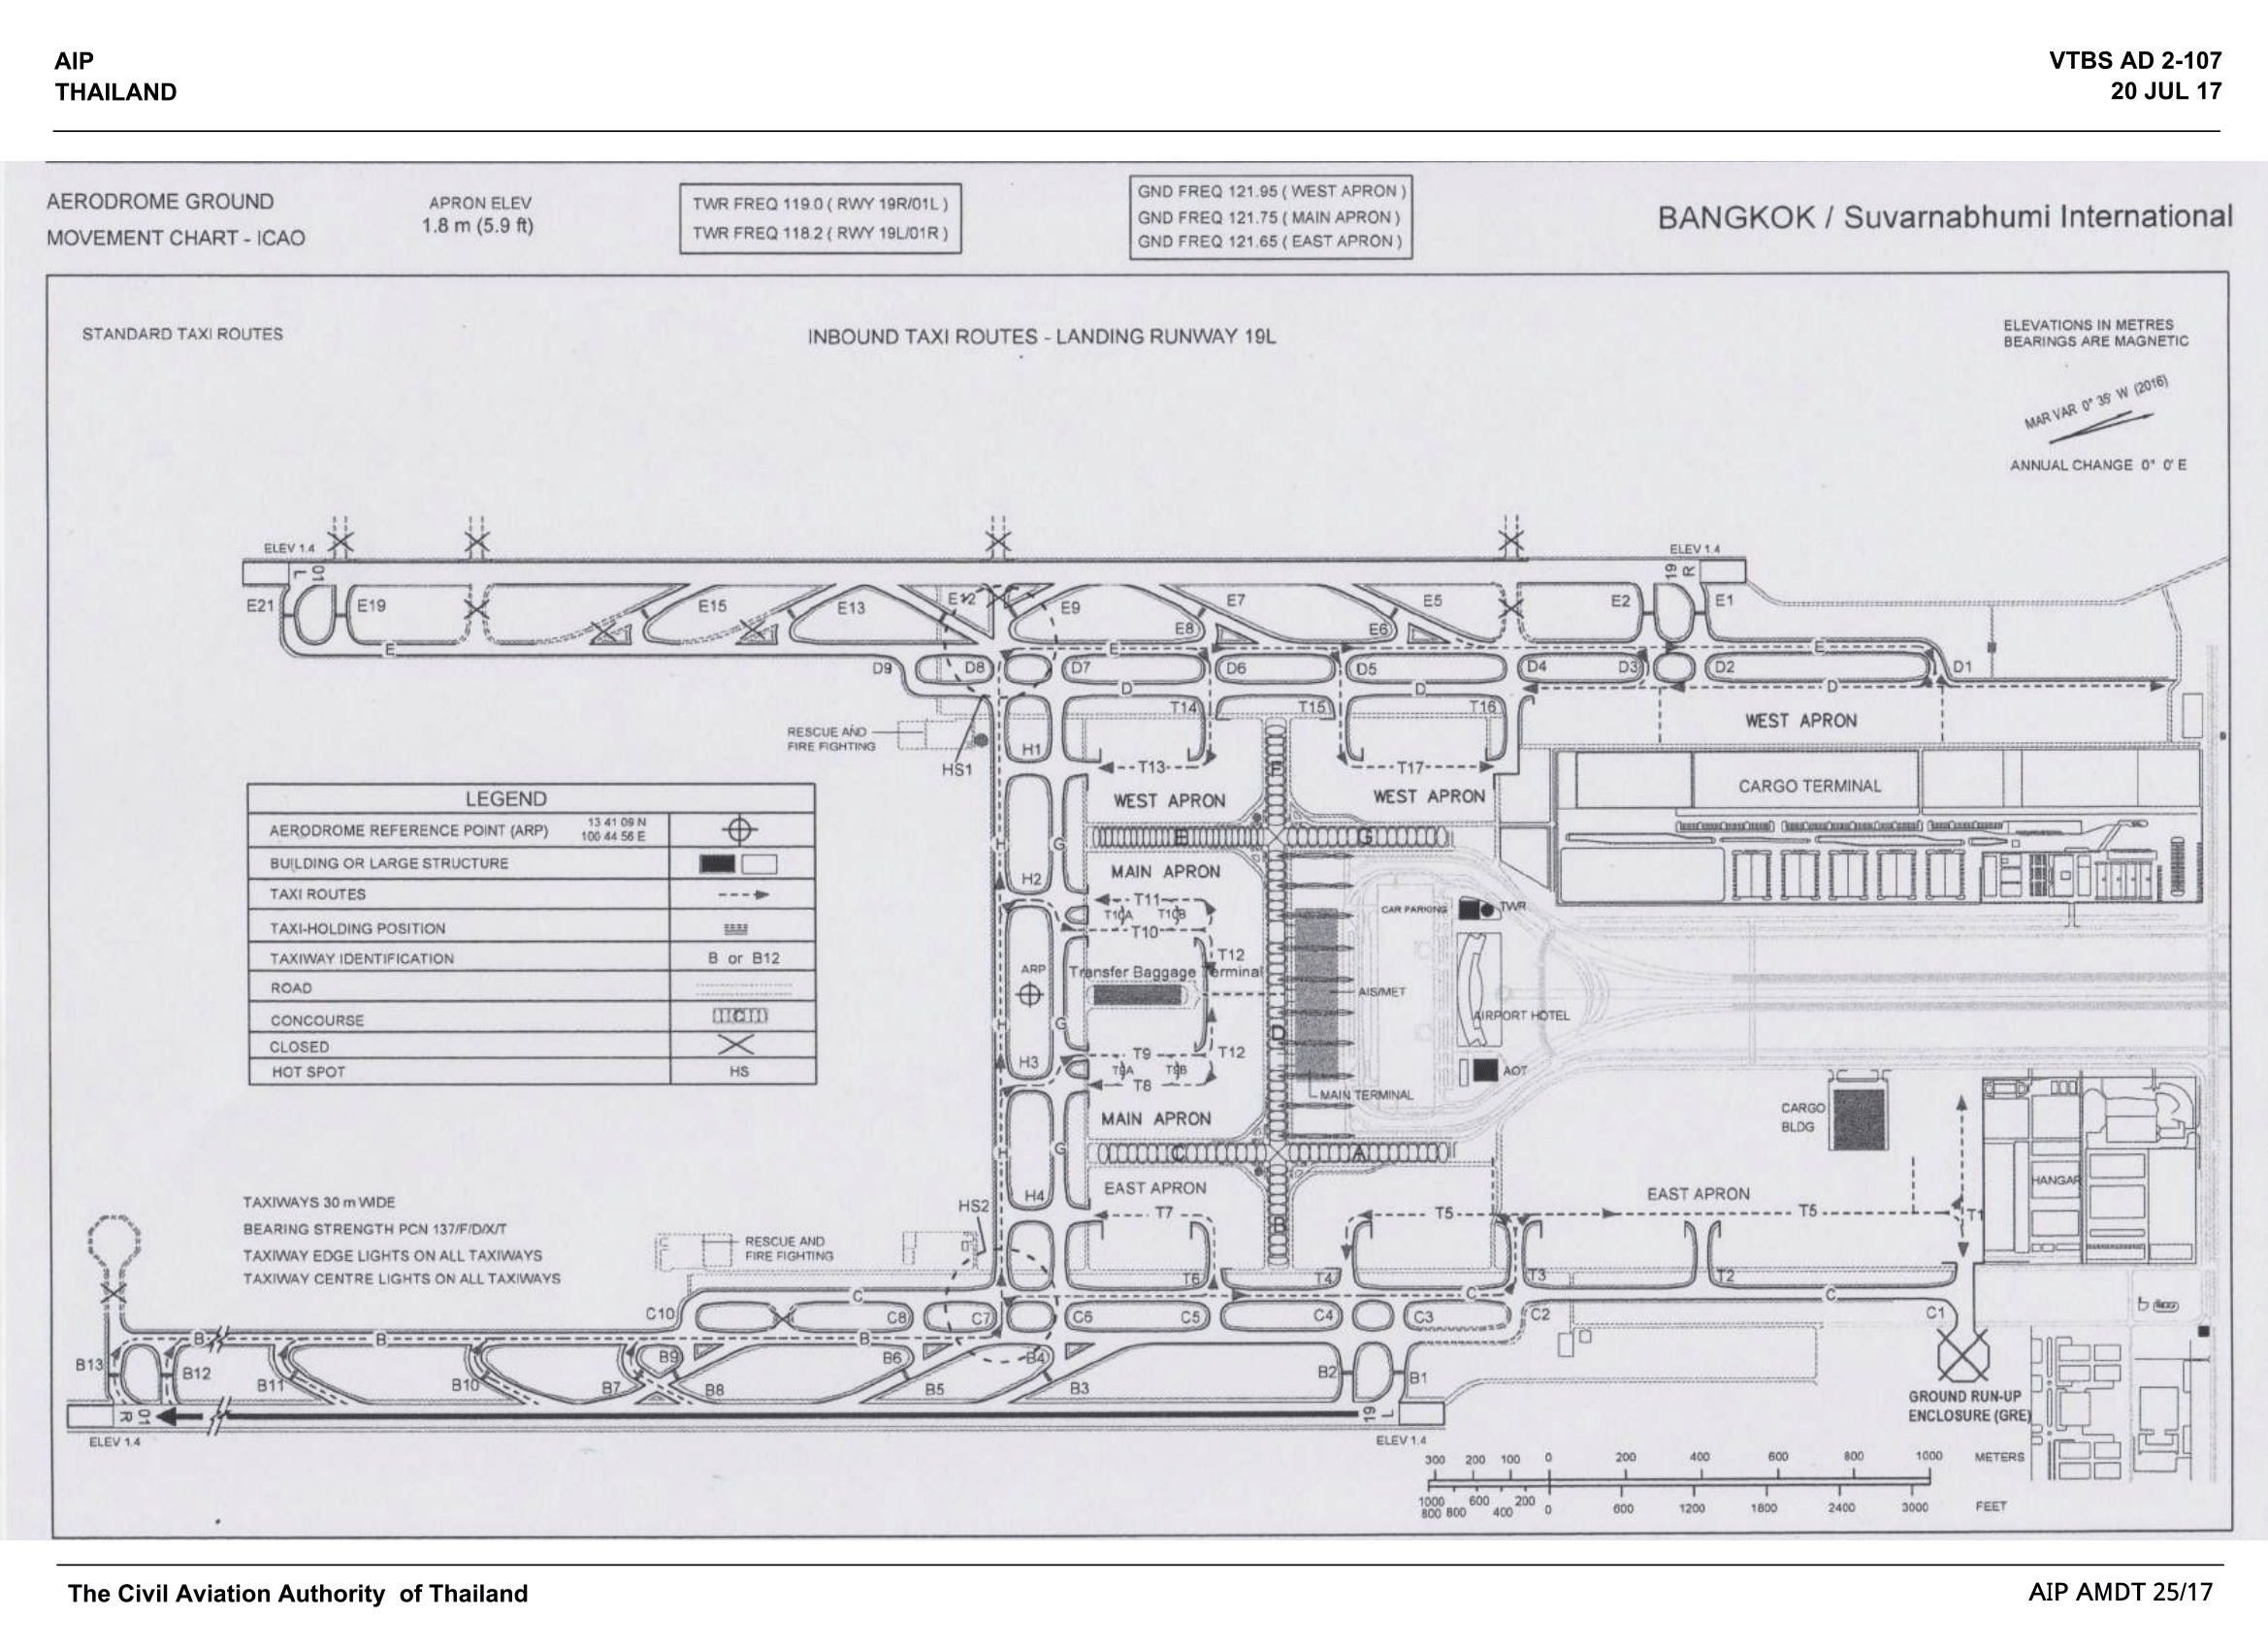 AIP
THAILAND
VTBS AD 2-107
20 JUL 17
AERODROME GROUND
MOVEMENT CHART - ICAO
APRON ELEV
1.8 m (5.9 ft)
TWR FREQ 119.0 ( RWY 19R/01L )
TWR FREQ 118.2 ( RWY 19L/01R )
GND FREQ 121.95 ( WEST APRON )
GND FREQ 121.75 ( MAIN APRON )
GND FREQ 121.65 ( EAST APRON )
BANGKOK / Suvarnabhumi International
STANDARD TAXI ROUTES
INBOUND TAXI ROUTES - LANDING RUNWAY 19L
ELEVATIONS IN METRES
BEARINGS ARE MAGNETIC
MAR VAR 0° 35' W (2016)
ANNUAL CHANGE 0° 0' E
ELEV 1.4
ELEV 1.4
01
L
19
R
E21
E19
E15
E13
E12
E9
E8
E7
E6
E5
E2
E1
E
E
E
D9
D8
D7
D6
D5
D4
D3
D2
D1
D
D
D
T14
T15
T16
RESCUE AND
FIRE FIGHTING
HS1
H1
T13
T17
F
WEST APRON
WEST APRON
WEST APRON
CARGO TERMINAL
LEGEND
AERODROME REFERENCE POINT (ARP)
13 41 09 N
100 44 56 E
BUILDING OR LARGE STRUCTURE
TAXI ROUTES
TAXI-HOLDING POSITION
TAXIWAY IDENTIFICATION
B or B12
ROAD
CONCOURSE
C
CLOSED
HOT SPOT
HS
H
G
E
G
MAIN APRON
H2
T11
T10A
T10B
T10
T12
CAR PARKING
TWR
ARP
Transfer Baggage Terminal
AIS/MET
AIRPORT HOTEL
H
G
D
H3
T9
T12
T9A
T9B
T8
AOT
MAIN TERMINAL
MAIN APRON
H
G
C
A
CARGO
BLDG
HANGAR
EAST APRON
EAST APRON
H4
HS2
T7
B
T5
T5
T1
TAXIWAYS 30 m WIDE
BEARING STRENGTH PCN 137/F/D/X/T
TAXIWAY EDGE LIGHTS ON ALL TAXIWAYS
TAXIWAY CENTRE LIGHTS ON ALL TAXIWAYS
RESCUE AND
FIRE FIGHTING
T6
T4
T3
T2
C
C
C
C10
C8
C7
C6
C5
C4
C3
C2
C1
B
B
B
B13
B12
B11
B10
B7
B9
B8
B6
B5
B4
B3
B2
B1
01
R
19
L
ELEV 1.4
ELEV 1.4
GROUND RUN-UP
ENCLOSURE (GRE)
300 200 100 0 200 400 600 800 1000 METERS
1000 600 200
800 800 400 0 600 1200 1800 2400 3000 FEET
The Civil Aviation Authority of Thailand
AIP AMDT 25/17